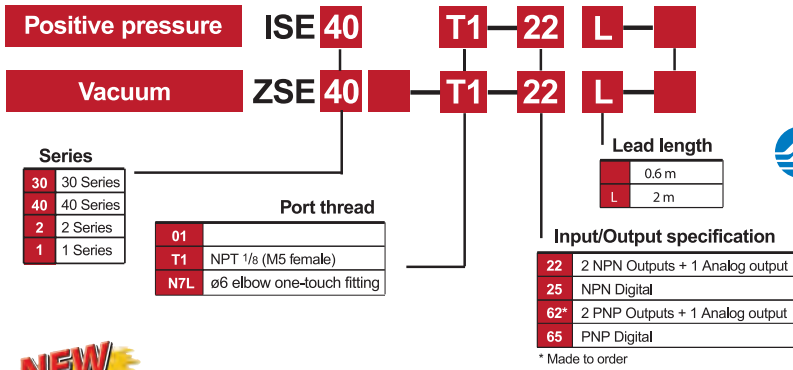 Positive pressure ISE 40 T1 22 L
Vacuum ZSE 40 T1 22 L
Series
30 30 Series
40 40 Series
2 2 Series
1 1 Series
Port thread
01
T1 NPT 1/8 (M5 female)
N7L ø6 elbow one-touch fitting
Lead length
0.6 m
L 2 m
Input/Output specification
22 2 NPN Outputs + 1 Analog output
25 NPN Digital
62* 2 PNP Outputs + 1 Analog output
65 PNP Digital
* Made to order
NEW